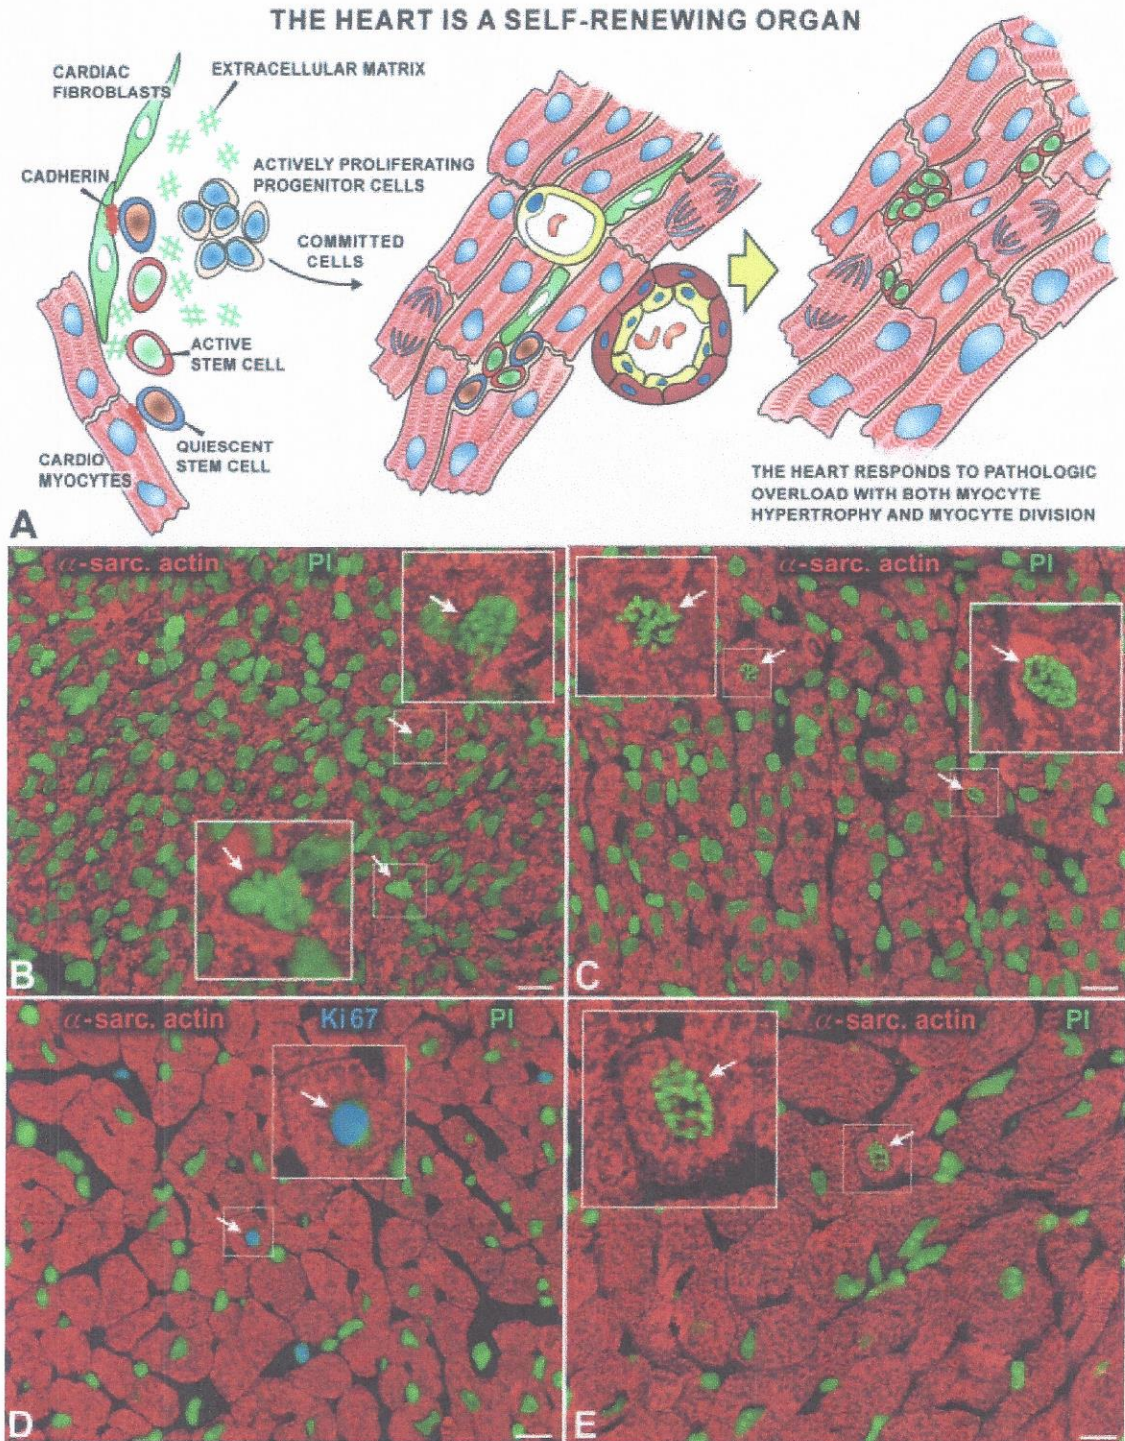 THE HEART IS A SELF-RENEWING ORGAN
CARDIAC
FIBROBLASTS
EXTRACELLULAR MATRIX
CADHERIN
ACTIVELY PROLIFERATING
PROGENITOR CELLS
COMMITTED
CELLS
ACTIVE
STEM CELL
QUIESCENT
STEM CELL
CARDIO
MYOCYTES
THE HEART RESPONDS TO PATHOLOGIC
OVERLOAD WITH BOTH MYOCYTE
HYPERTROPHY AND MYOCYTE DIVISION
A
α-sarc. actin PI
B
α-sarc. actin PI
C
α-sarc. actin Ki67 PI
D
α-sarc. actin PI
E